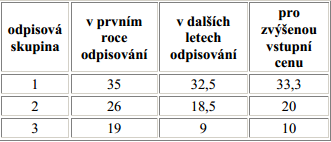 odpisová skupina | v prvním roce odpisování | v dalších letech odpisování | pro zvýšenou vstupní cenu
1 | 35 | 32,5 | 33,3
2 | 26 | 18,5 | 20
3 | 19 | 9 | 10